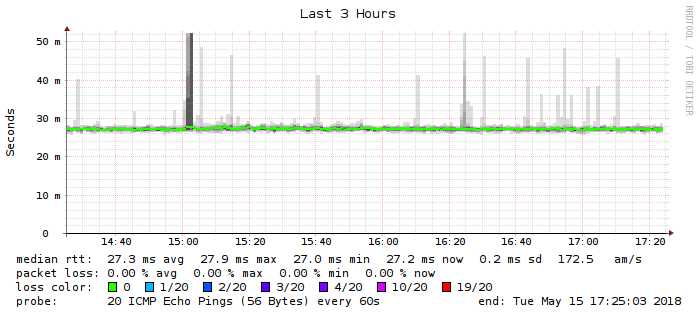 Last 3 Hours
RRDTOOL / TOBI OETIKER
Seconds
50 m
40 m
30 m
20 m
10 m
0
14:40 15:00 15:20 15:40 16:00 16:20 16:40 17:00 17:20
median rtt: 27.3 ms avg 27.9 ms max 27.0 ms min 27.2 ms now 0.2 ms sd 172.5 am/s
packet loss: 0.00 % avg 0.00 % max 0.00 % min 0.00 % now
loss color: 0 1/20 2/20 3/20 4/20 10/20 19/20
probe: 20 ICMP Echo Pings (56 Bytes) every 60s end: Tue May 15 17:25:03 2018